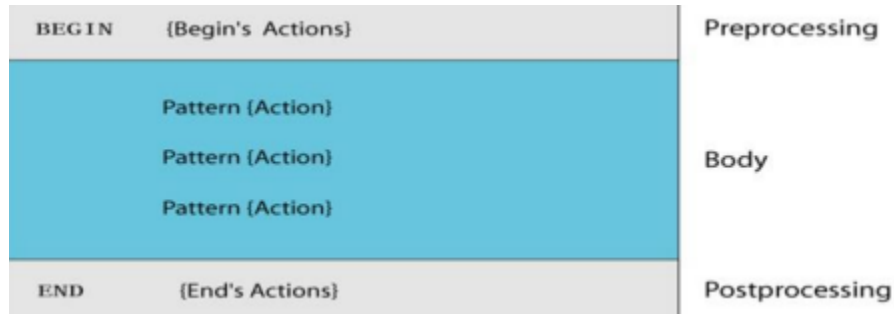 BEGIN {Begin's Actions} Preprocessing
Pattern {Action}
Pattern {Action} Body
Pattern {Action}
END {End's Actions} Postprocessing